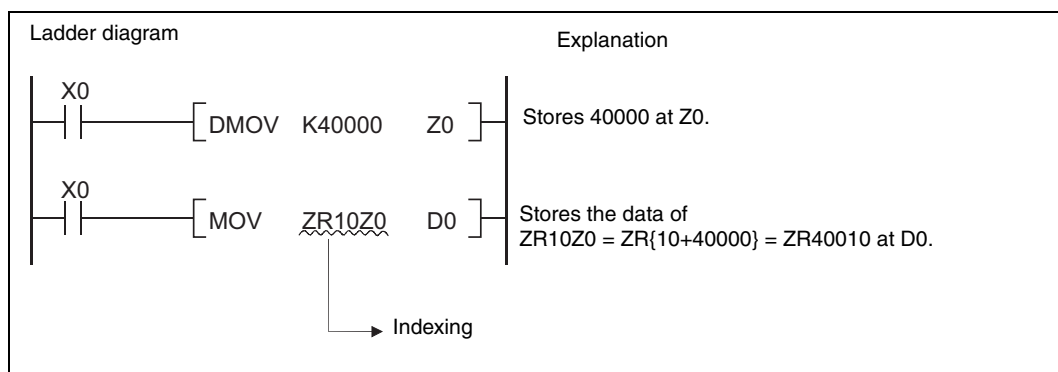 Ladder diagram
Explanation
X0
DMOV K40000 Z0
Stores 40000 at Z0.
X0
MOV ZR10Z0 D0
Stores the data of
ZR10Z0 = ZR{10+40000} = ZR40010 at D0.
Indexing